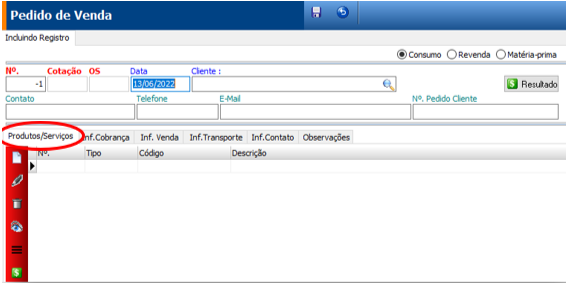 Pedido de Venda
Incluindo Registro
Consumo Revenda Matéria-prima
Nº. Cotação OS Data Cliente :
-1 13/06/2022 Resultado
Contato Telefone E-Mail Nº. Pedido Cliente
Produtos/Serviços Inf.Cobrança Inf. Venda Inf.Transporte Inf.Contato Observações
Nº. Tipo Código Descrição